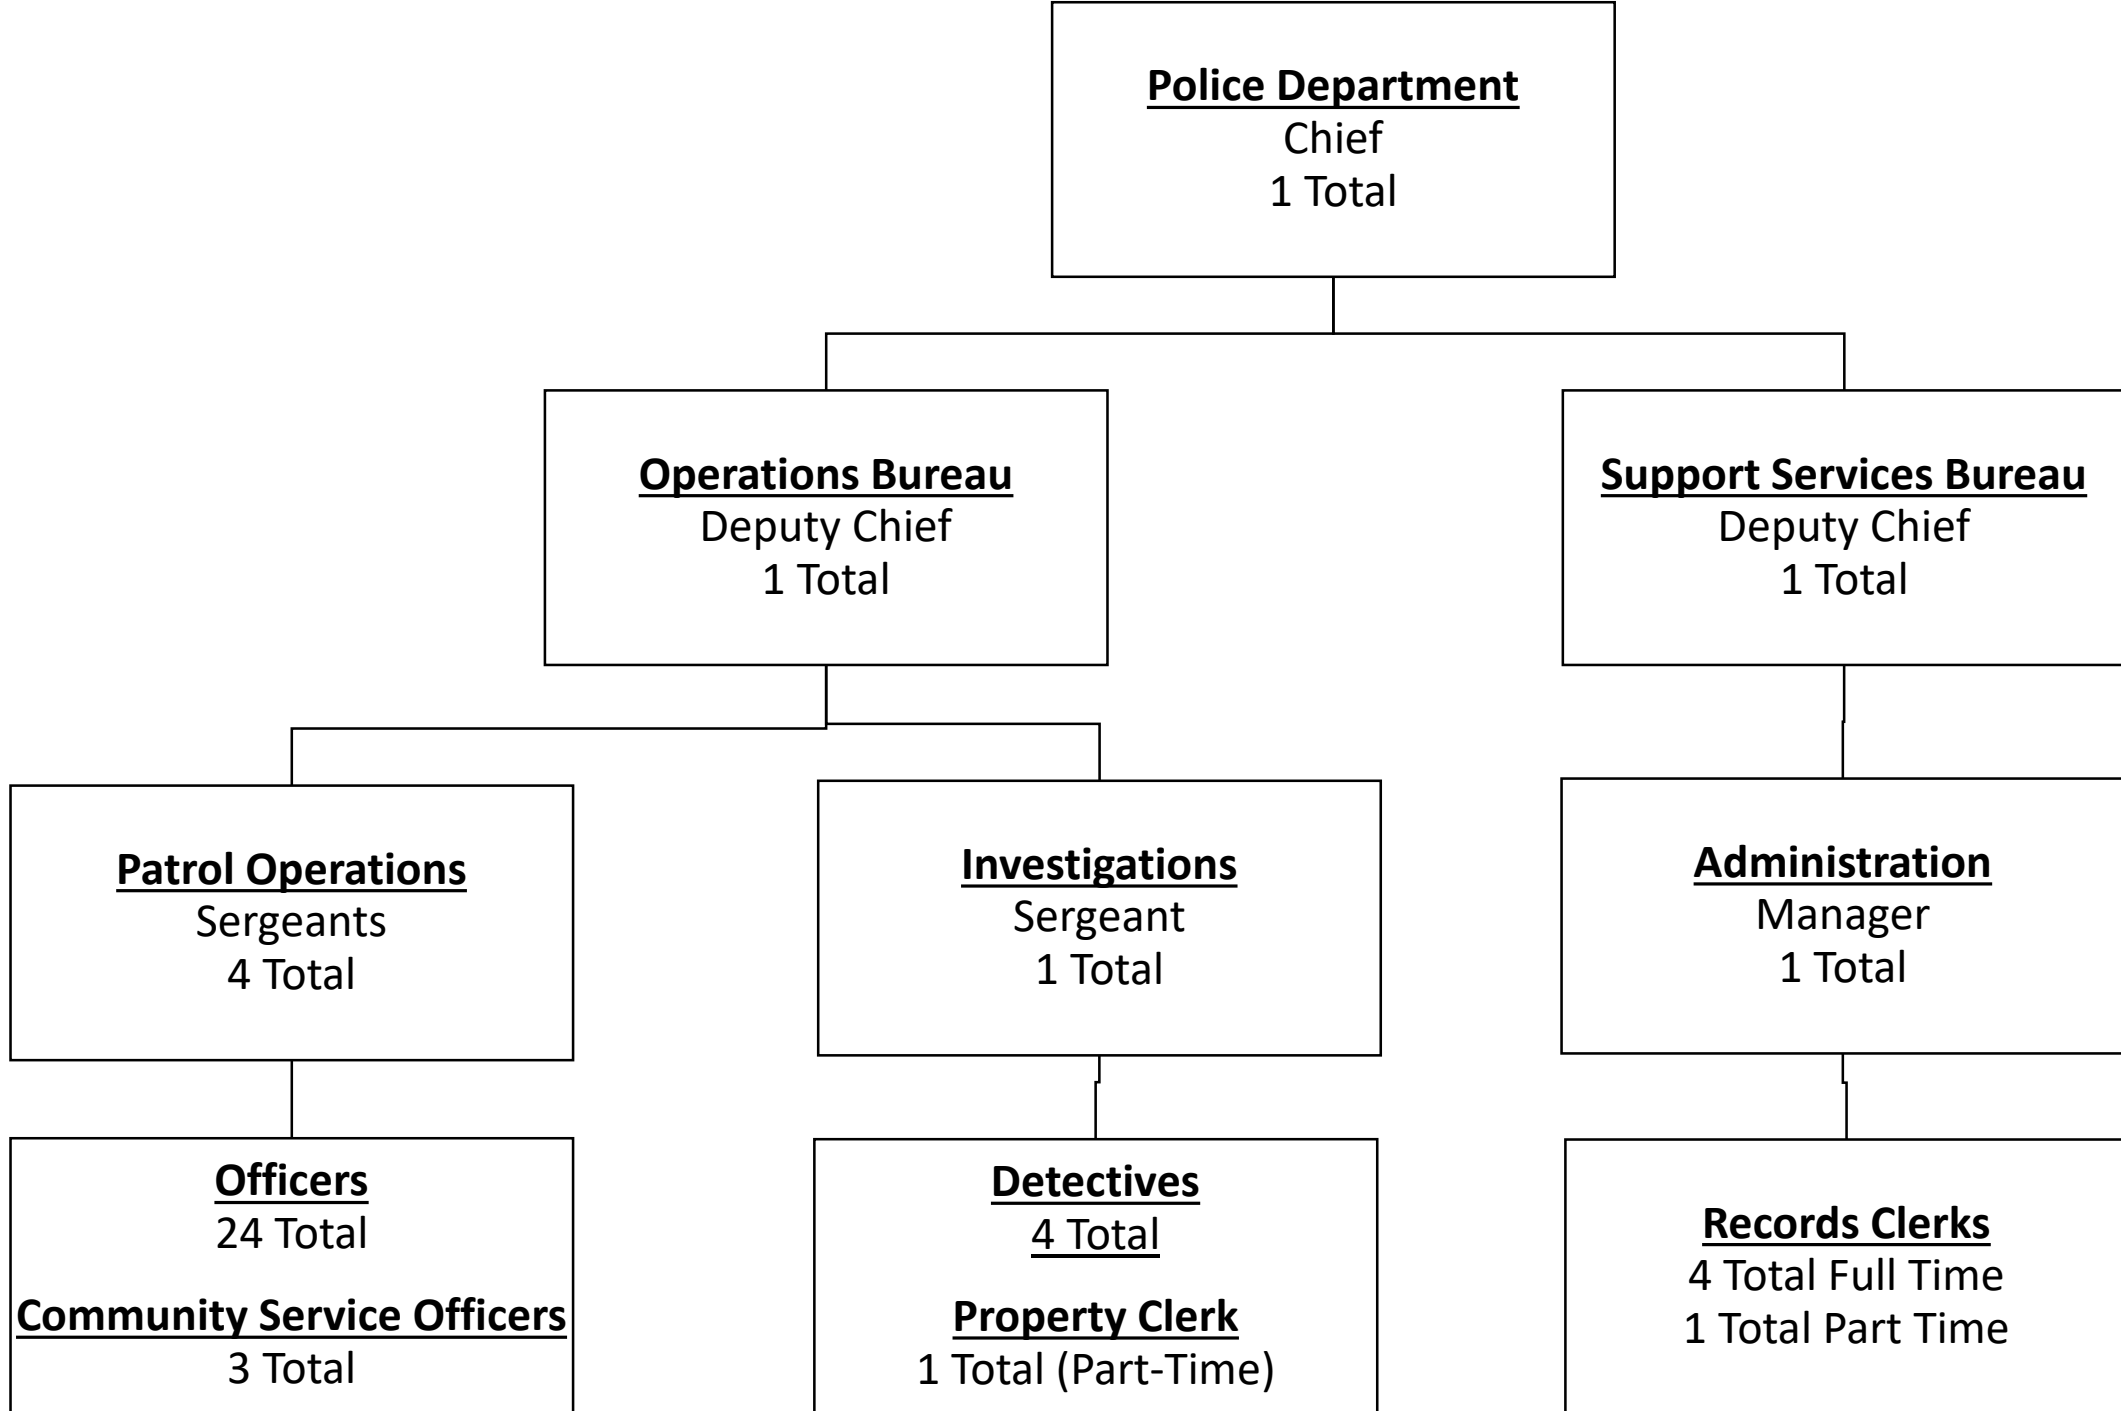 Police Department
Chief
1 Total
Operations Bureau
Deputy Chief
1 Total
Support Services Bureau
Deputy Chief
1 Total
Patrol Operations
Sergeants
4 Total
Investigations
Sergeant
1 Total
Administration
Manager
1 Total
Officers
24 Total
Community Service Officers
3 Total
Detectives
4 Total
Property Clerk
1 Total (Part-Time)
Records Clerks
4 Total Full Time
1 Total Part Time